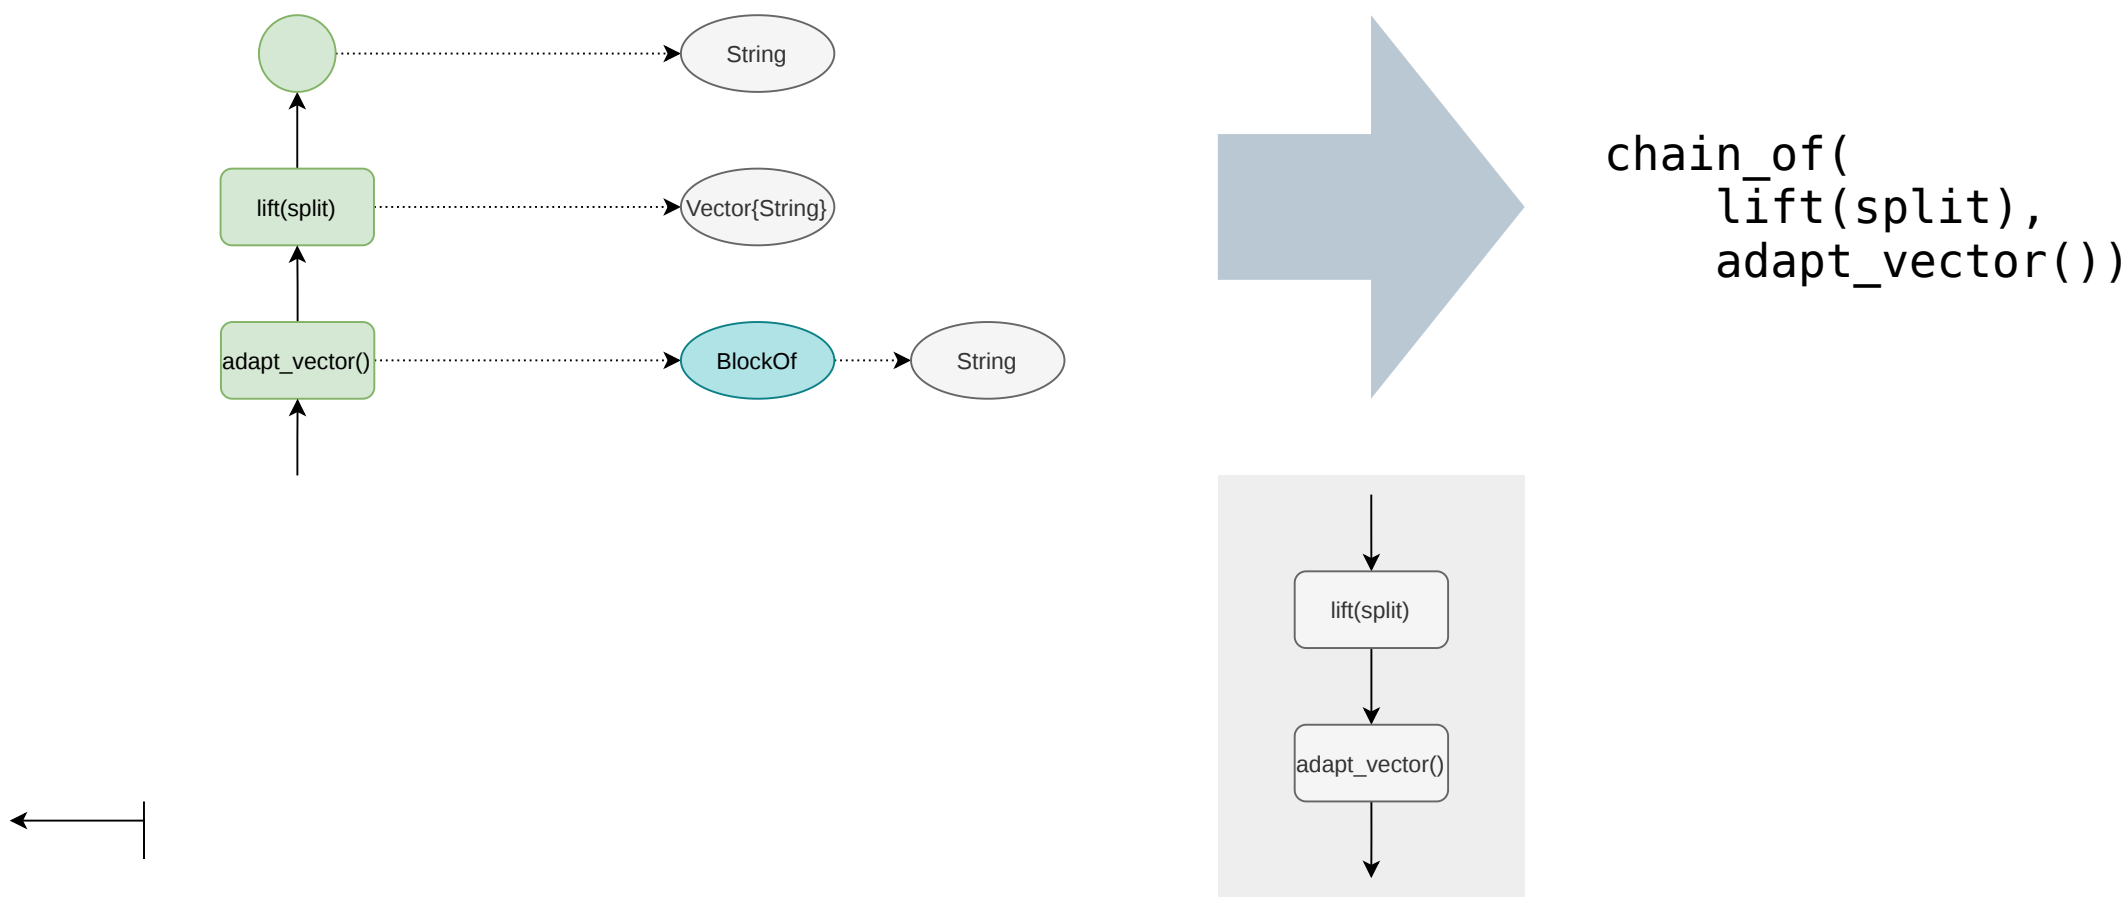 String
lift(split)
Vector{String}
adapt_vector()
BlockOf
String
chain_of(
    lift(split),
    adapt_vector())
lift(split)
adapt_vector()